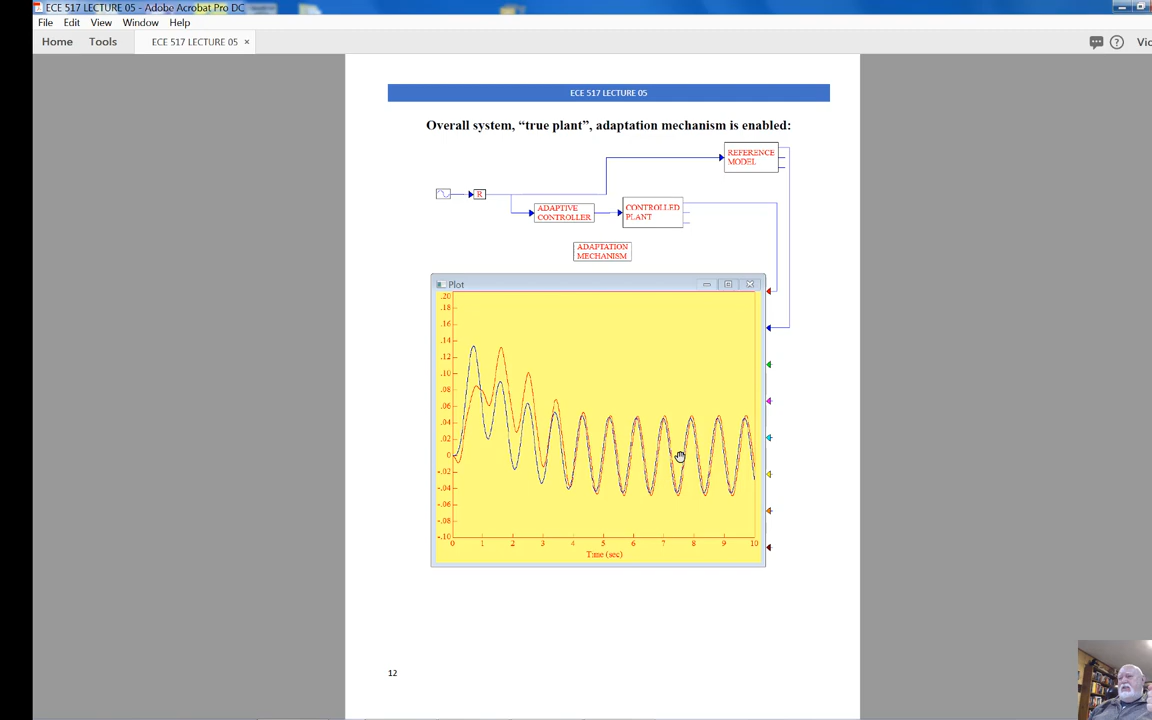 ECE 517 LECTURE 05 - Adobe Acrobat Pro DC
File Edit View Window Help
Home Tools ECE 517 LECTURE 05 ×
ECE 517 LECTURE 05
Overall system, “true plant”, adaptation mechanism is enabled:
REFERENCE
MODEL
R
ADAPTIVE
CONTROLLER
CONTROLLED
PLANT
ADAPTATION
MECHANISM
Plot
.20
.18
.16
.14
.12
.10
.08
.06
.04
.02
0
-.02
-.04
-.06
-.08
-.10
0 1 2 3 4 5 6 7 8 9 10
Time (sec)
12